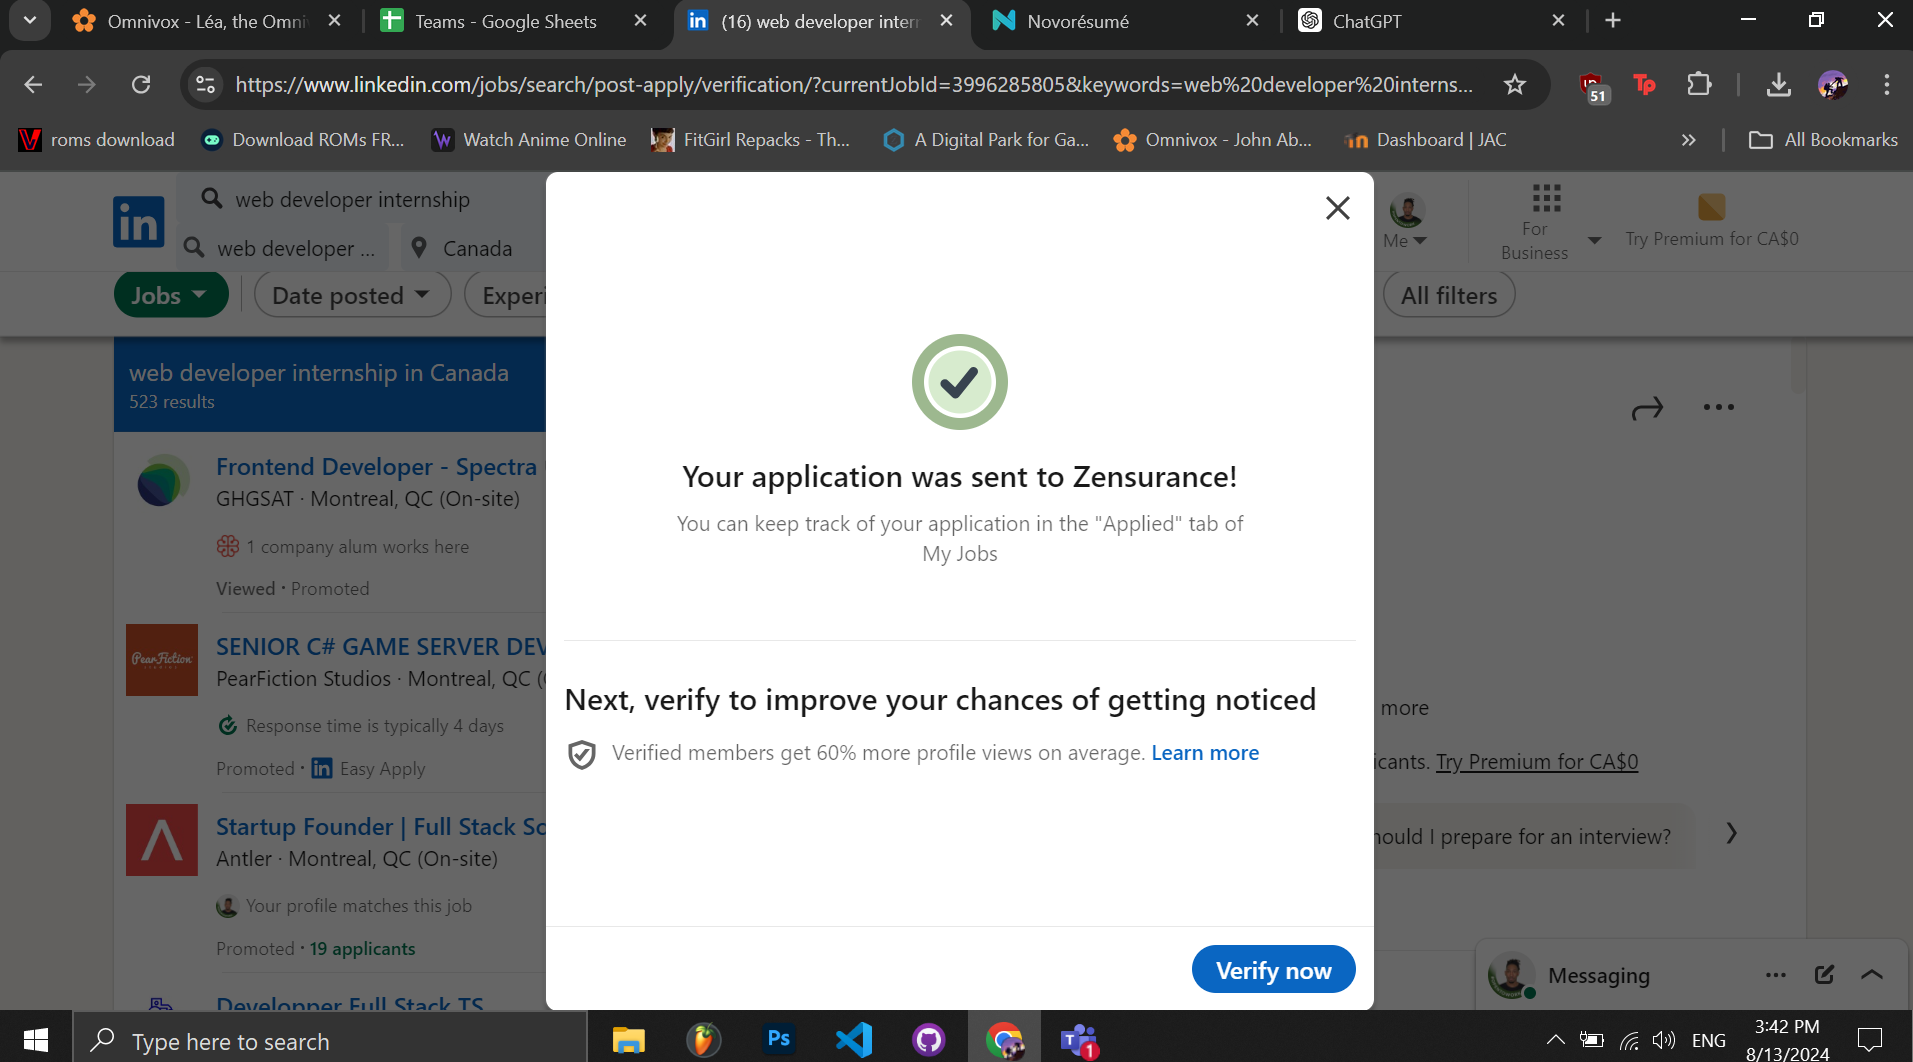 Omnivox - Léa, the Omni
Teams - Google Sheets
(16) web developer intern
Novorésumé
ChatGPT
https://www.linkedin.com/jobs/search/post-apply/verification/?currentJobId=3996285805&keywords=web%20developer%20interns...
51
Tp
roms download
Download ROMs FR...
Watch Anime Online
FitGirl Repacks - Th...
A Digital Park for Ga...
Omnivox - John Ab...
Dashboard | JAC
All Bookmarks
in
web developer internship
web developer ...
Canada
Me
For
Business
Try Premium for CA$0
Jobs
Date posted
Experi
All filters
web developer internship in Canada
523 results
Frontend Developer - Spectra
GHGSAT · Montreal, QC (On-site)
1 company alum works here
Viewed · Promoted
PearFiction
STUDIOS
SENIOR C# GAME SERVER DEV
PearFiction Studios · Montreal, QC (
Response time is typically 4 days
Promoted · in Easy Apply
Startup Founder | Full Stack So
Antler · Montreal, QC (On-site)
Your profile matches this job
Promoted · 19 applicants
Developper Full Stack TS
Your application was sent to Zensurance!
You can keep track of your application in the "Applied" tab of
My Jobs
Next, verify to improve your chances of getting noticed
Verified members get 60% more profile views on average. Learn more
Verify now
more
icants. Try Premium for CA$0
hould I prepare for an interview?
Messaging
Type here to search
Ps
T
1
ENG
3:42 PM
8/13/2024